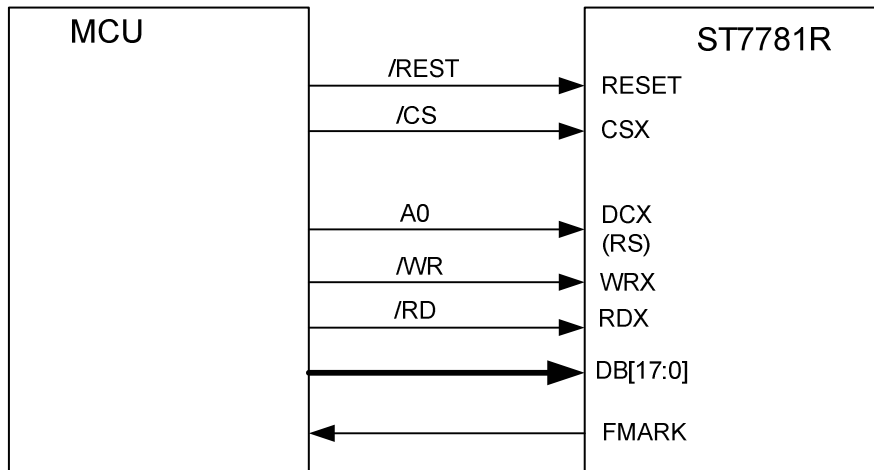 MCU
ST7781R
/REST
RESET
/CS
CSX
A0
DCX
(RS)
/WR
WRX
/RD
RDX
DB[17:0]
FMARK